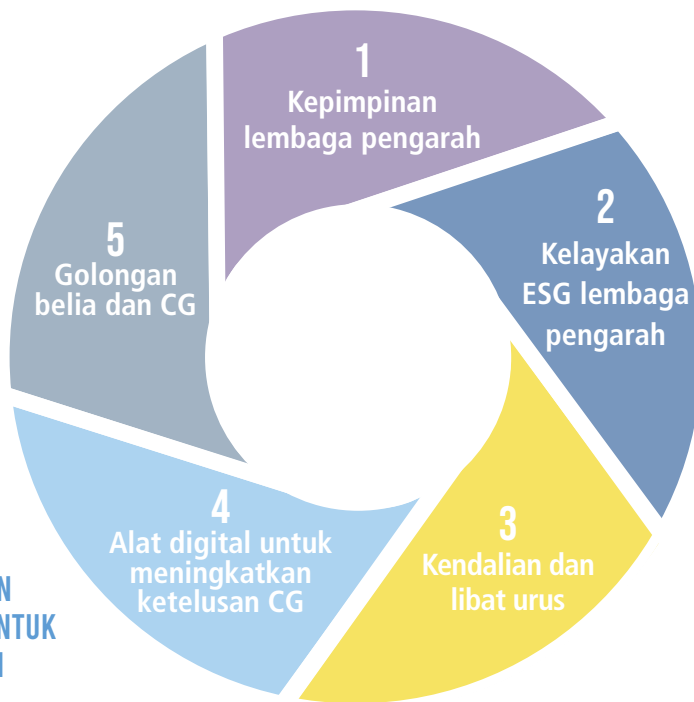 1
Kepimpinan
lembaga pengarah
2
Kelayakan
ESG lembaga
pengarah
3
Kendalian dan
libat urus
4
Alat digital untuk
meningkatkan
ketelusan CG
5
Golongan
belia dan CG